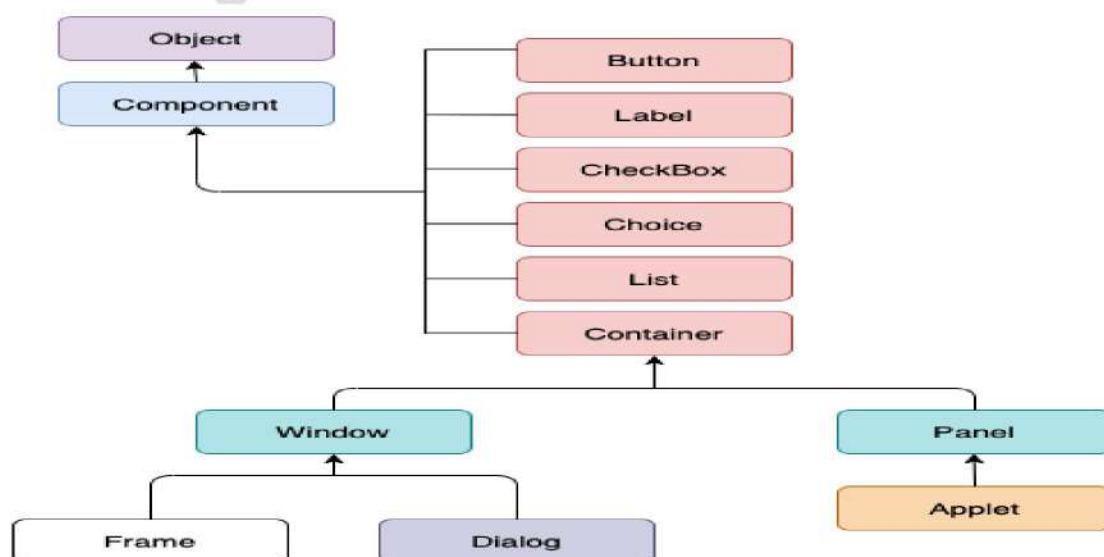 Object
Component
Button
Label
CheckBox
Choice
List
Container
Window
Panel
Applet
Frame
Dialog